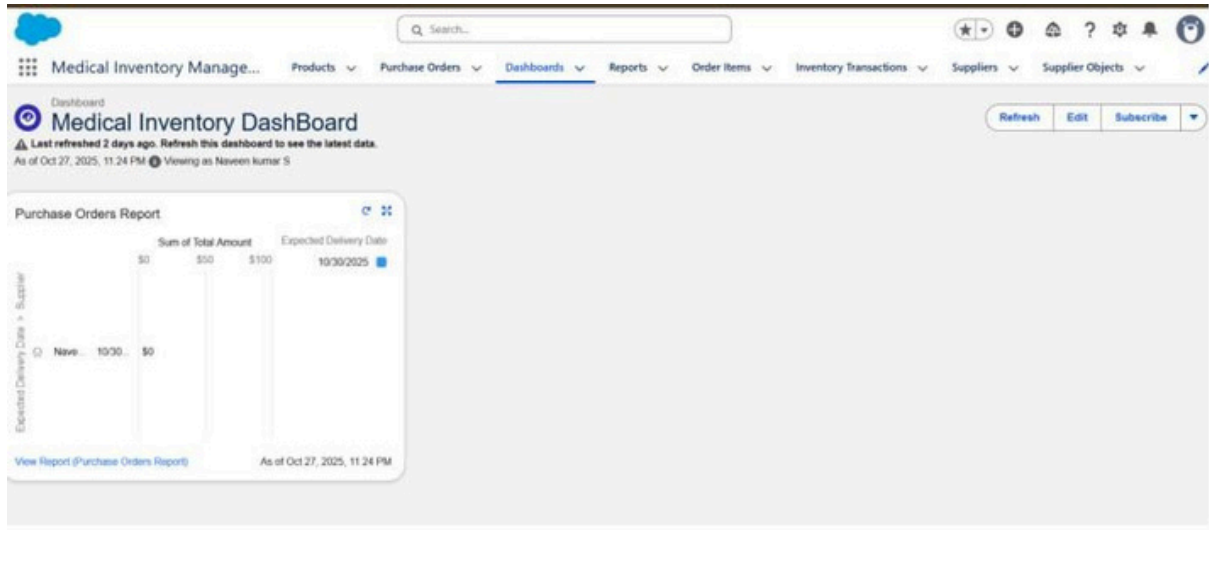 Search...
Medical Inventory Manage... Products Purchase Orders Dashboards Reports Order Items Inventory Transactions Suppliers Supplier Objects
Dashboard
Medical Inventory DashBoard
Refresh Edit Subscribe
Last refreshed 2 days ago. Refresh this dashboard to see the latest data.
As of Oct 27, 2025, 11:24 PM Viewing as Naveen kumar S
Purchase Orders Report
Sum of Total Amount Expected Delivery Date
$0 $50 $100 10/30/2025
Expected Delivery Date > Supplier
Nave... 10/30... $0
View Report (Purchase Orders Report) As of Oct 27, 2025, 11:24 PM